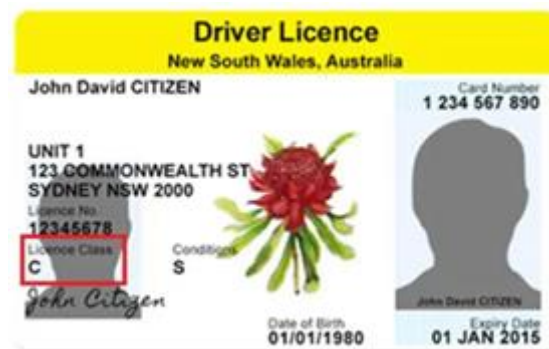 Driver Licence
New South Wales, Australia
John David CITIZEN
Card Number
1 234 567 890
UNIT 1
123 COMMONWEALTH ST
SYDNEY NSW 2000
Licence No.
12345678
Licence Class
C
Conditions
S
John Citizen
John David CITIZEN
Date of Birth
01/01/1980
Expiry Date
01 JAN 2015